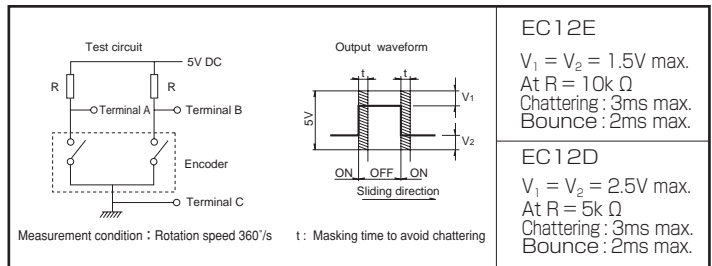 Test circuit
5V DC
R
R
Terminal A
Terminal B
Encoder
Terminal C
Measurement condition : Rotation speed 360˚/s
Output waveform
t
t
5V
V₁
V₂
ON
OFF
ON
Sliding direction
t : Masking time to avoid chattering
EC12E
V₁ = V₂ = 1.5V max.
At R = 10k Ω
Chattering : 3ms max.
Bounce : 2ms max.
EC12D
V₁ = V₂ = 2.5V max.
At R = 5k Ω
Chattering : 3ms max.
Bounce : 2ms max.